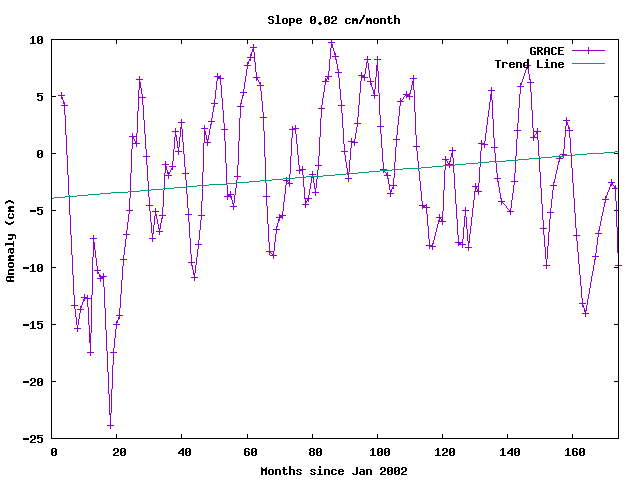 Slope 0.02 cm/month
GRACE
Trend Line
10
5
0
-5
-10
-15
-20
-25
Anomaly (cm)
0 20 40 60 80 100 120 140 160
Months since Jan 2002